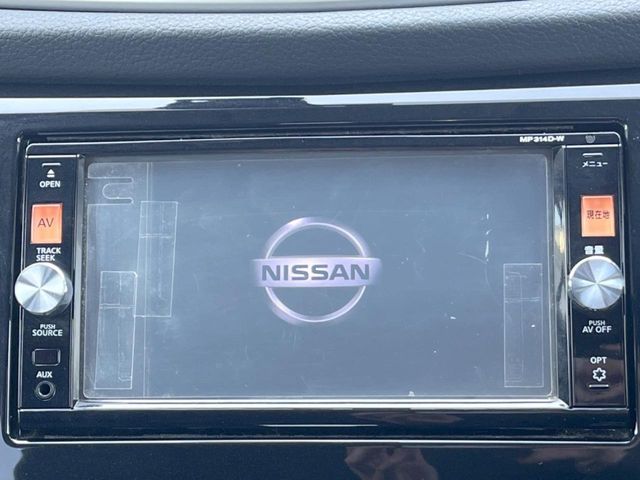 MP314D-W
OPEN
メニュー
AV
現在地
TRACK
SEEK
音量
NISSAN
PUSH
SOURCE
PUSH
AV OFF
AUX
OPT